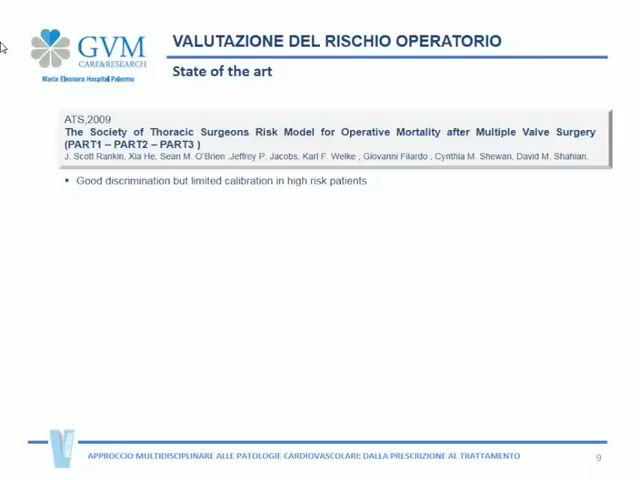 GVM
CARE&RESEARCH
Maria Eleonora Hospital Palermo
VALUTAZIONE DEL RISCHIO OPERATORIO
State of the art
ATS,2009
The Society of Thoracic Surgeons Risk Model for Operative Mortality after Multiple Valve Surgery
(PART1 – PART2 – PART3 )
J. Scott Rankin, Xia He, Sean M. O'Brien ,Jeffrey P. Jacobs, Karl F. Welke , Giovanni Filardo , Cynthia M. Shewan, David M. Shahian.
• Good discrimination but limited calibration in high risk patients
APPROCCIO MULTIDISCIPLINARE ALLE PATOLOGIE CARDIOVASCOLARI: DALLA PRESCRIZIONE AL TRATTAMENTO
9